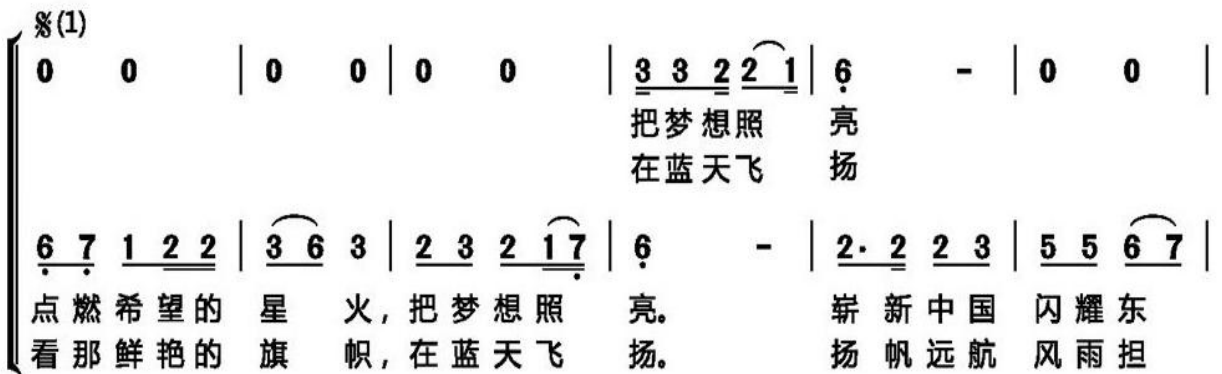 𝄋(1)
0 0 | 0 0 | 0 0 | 3 3 2 2 1 | 6 - | 0 0 |
把梦想照 亮
在蓝天飞 扬
6 7 1 2 2 | 3 6 3 | 2 3 2 1 7 | 6 - | 2· 2 2 3 | 5 5 6 7 |
点燃希望的 星 火,把梦想照 亮。 崭新中国 闪耀东
看那鲜艳的 旗 帜,在蓝天飞 扬。 扬帆远航 风雨担